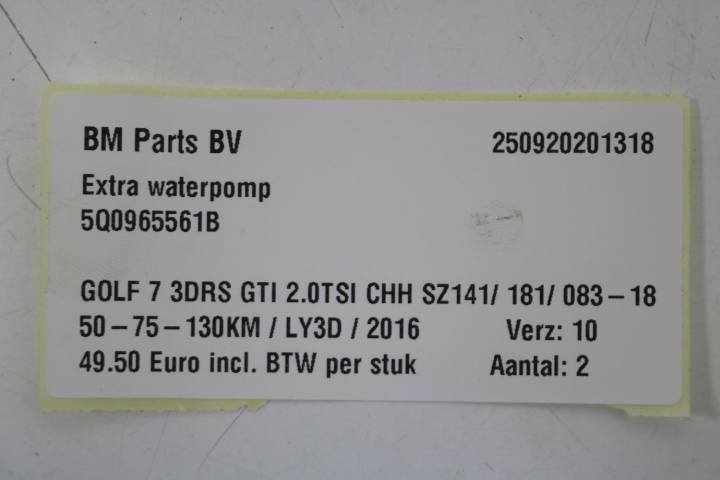 BM Parts BV 250920201318
Extra waterpomp
5Q0965561B
GOLF 7 3DRS GTI 2.0TSI CHH SZ141/ 181/ 083-18
50-75-130KM / LY3D / 2016 Verz: 10
49.50 Euro incl. BTW per stuk Aantal: 2